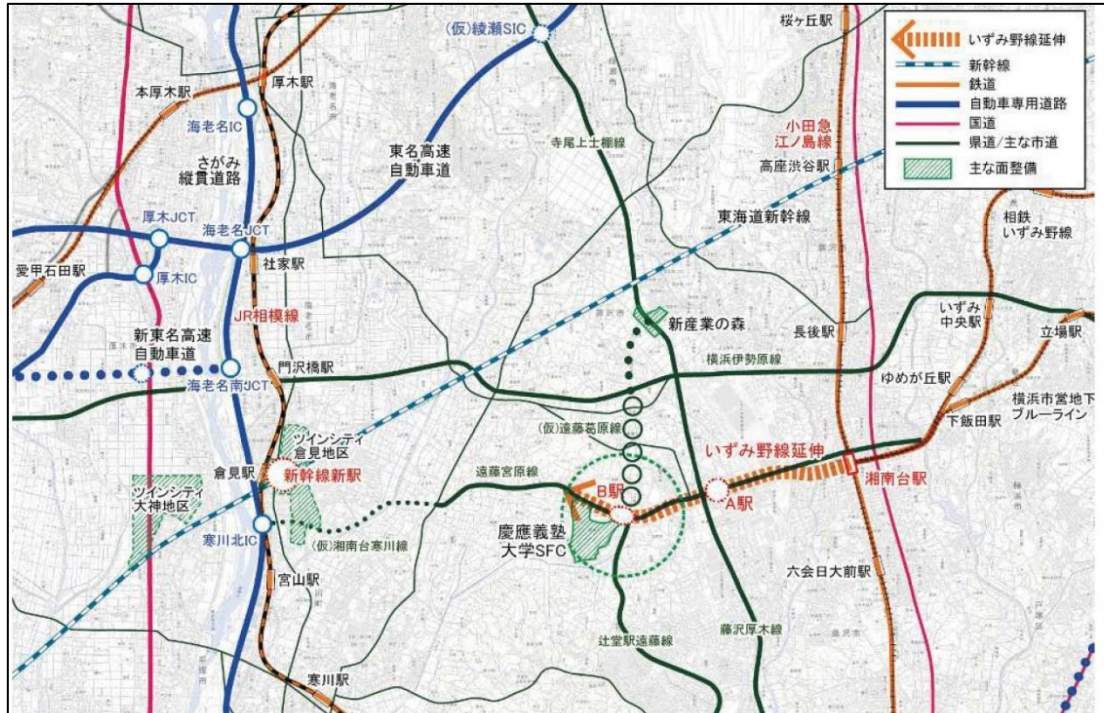 いずみ野線延伸
新幹線
鉄道
自動車専用道路
国道
県道/主な市道
主な面整備
桜ヶ丘駅
(仮)綾瀬SIC
厚木駅
本厚木駅
海老名IC
小田急
江ノ島線
寺尾上土棚線
さがみ
縦貫道路
東名高速
自動車道
高座渋谷駅
東海道新幹線
相鉄
いずみ野線
厚木JCT
海老名JCT
社家駅
愛甲石田駅
厚木IC
JR相模線
新産業の森
長後駅
いずみ
中央駅
立場駅
新東名高速
自動車道
門沢橋駅
横浜伊勢原線
海老名南JCT
ゆめが丘駅
下飯田駅
横浜市営地下
ブルーライン
ツインシティ
倉見地区
(仮)遠藤葛原線
いずみ野線延伸
倉見駅
新幹線新駅
遠藤宮原線
B駅
A駅
湘南台駅
ツインシティ
大神地区
慶應義塾
大学SFC
寒川北IC
(仮)湘南台寒川線
宮山駅
六会日大前駅
辻堂駅遠藤線
藤沢厚木線
寒川駅